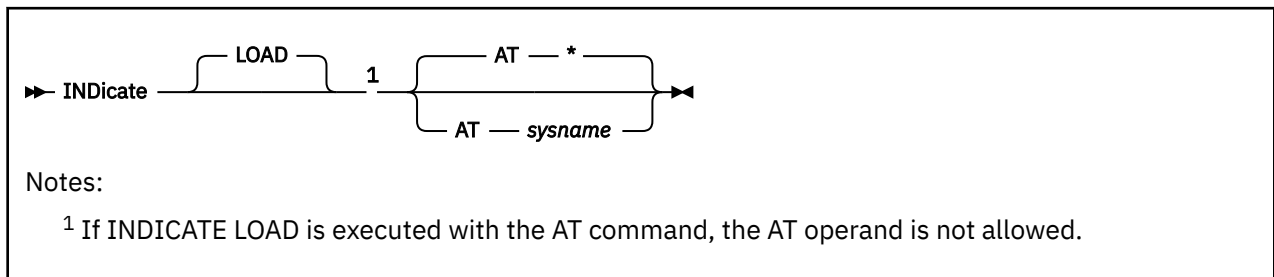 LOAD
AT *
INDicate 1
AT sysname
Notes:
1 If INDICATE LOAD is executed with the AT command, the AT operand is not allowed.